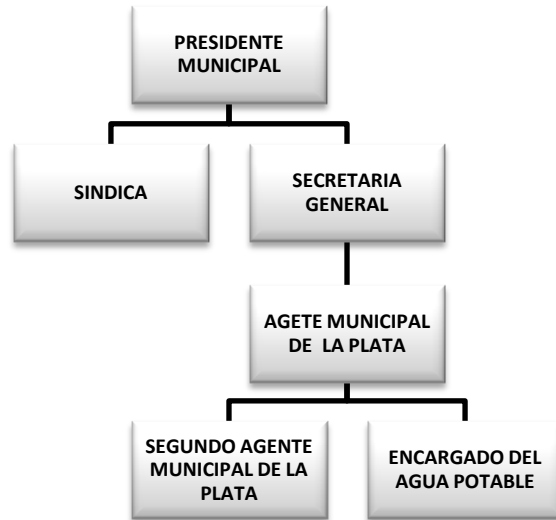 PRESIDENTE
MUNICIPAL
SINDICA
SECRETARIA
GENERAL
AGETE MUNICIPAL
DE LA PLATA
SEGUNDO AGENTE
MUNICIPAL DE LA
PLATA
ENCARGADO DEL
AGUA POTABLE